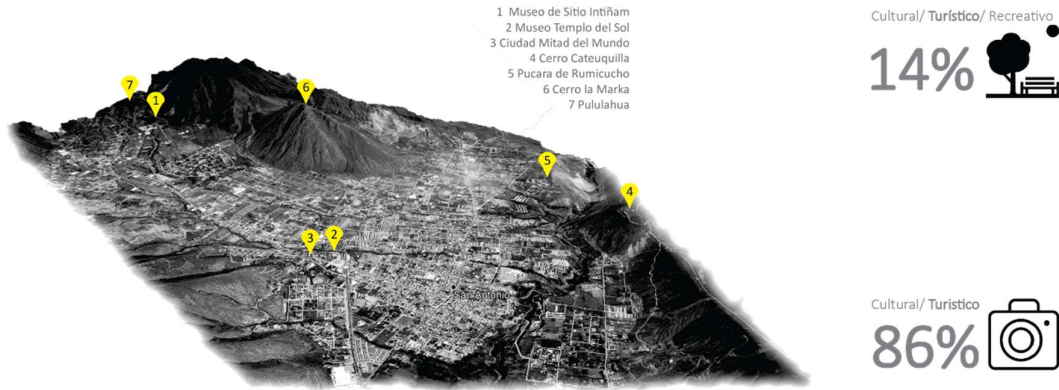 1 Museo de Sitio Intiñam
2 Museo Templo del Sol
3 Ciudad Mitad del Mundo
4 Cerro Cateuquilla
5 Pucara de Rumicucho
6 Cerro la Marka
7 Pululahua
Cultural/ Turístico/ Recreativo
14%
7
1
6
5
4
3
2
San Antonio
Cultural/ Turistico
86%